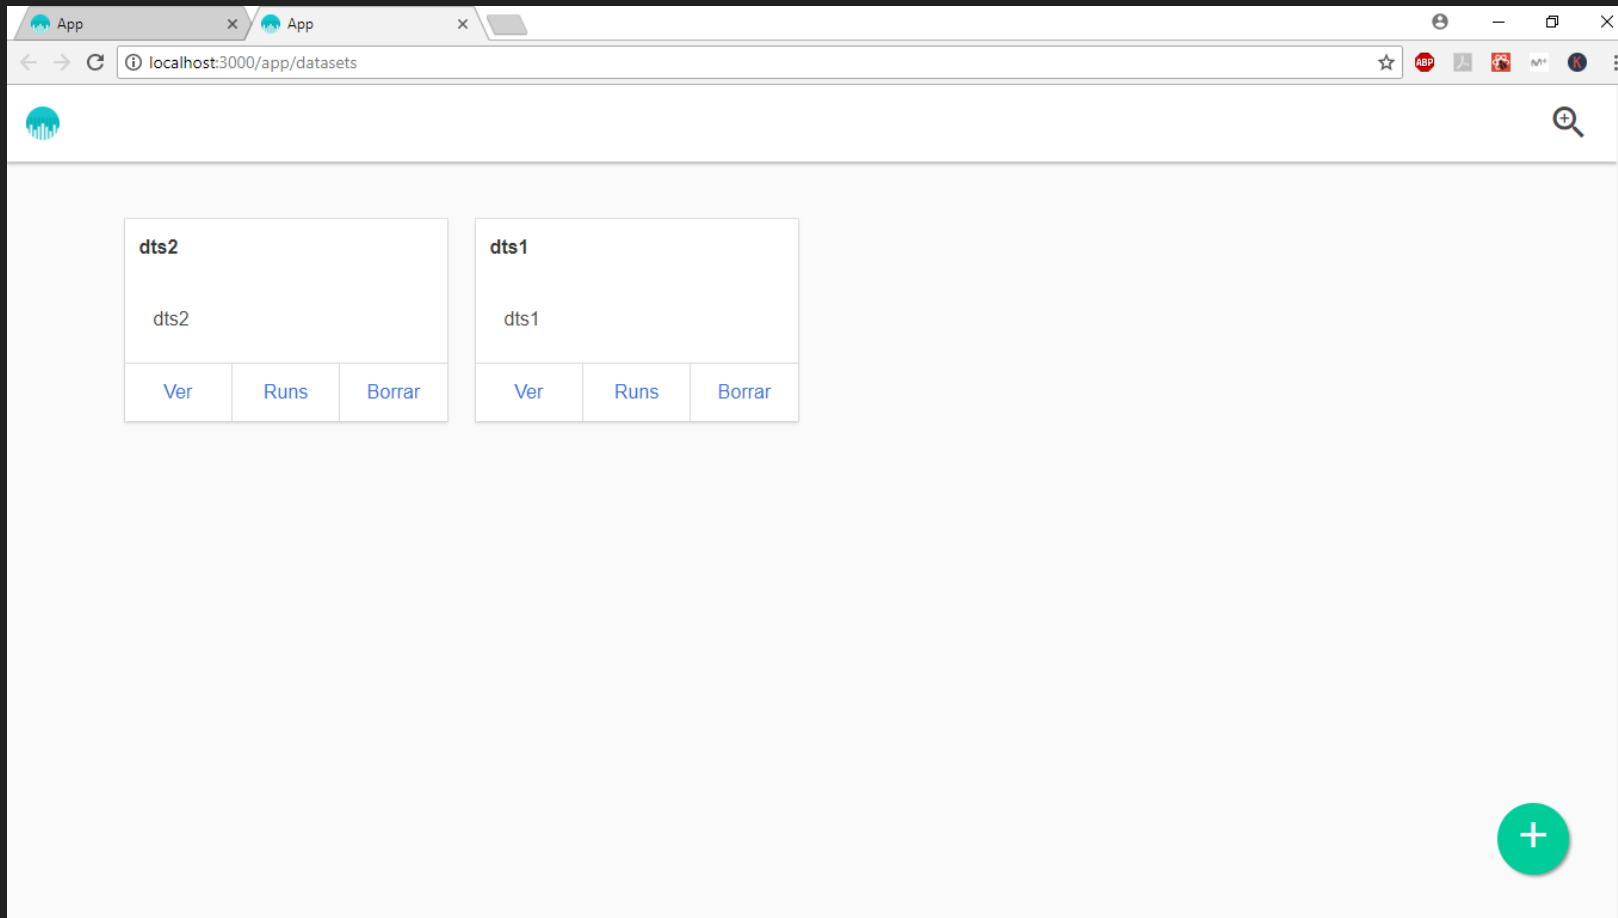 App App
localhost:3000/app/datasets ABP M+ K
dts2
dts2
Ver Runs Borrar
dts1
dts1
Ver Runs Borrar